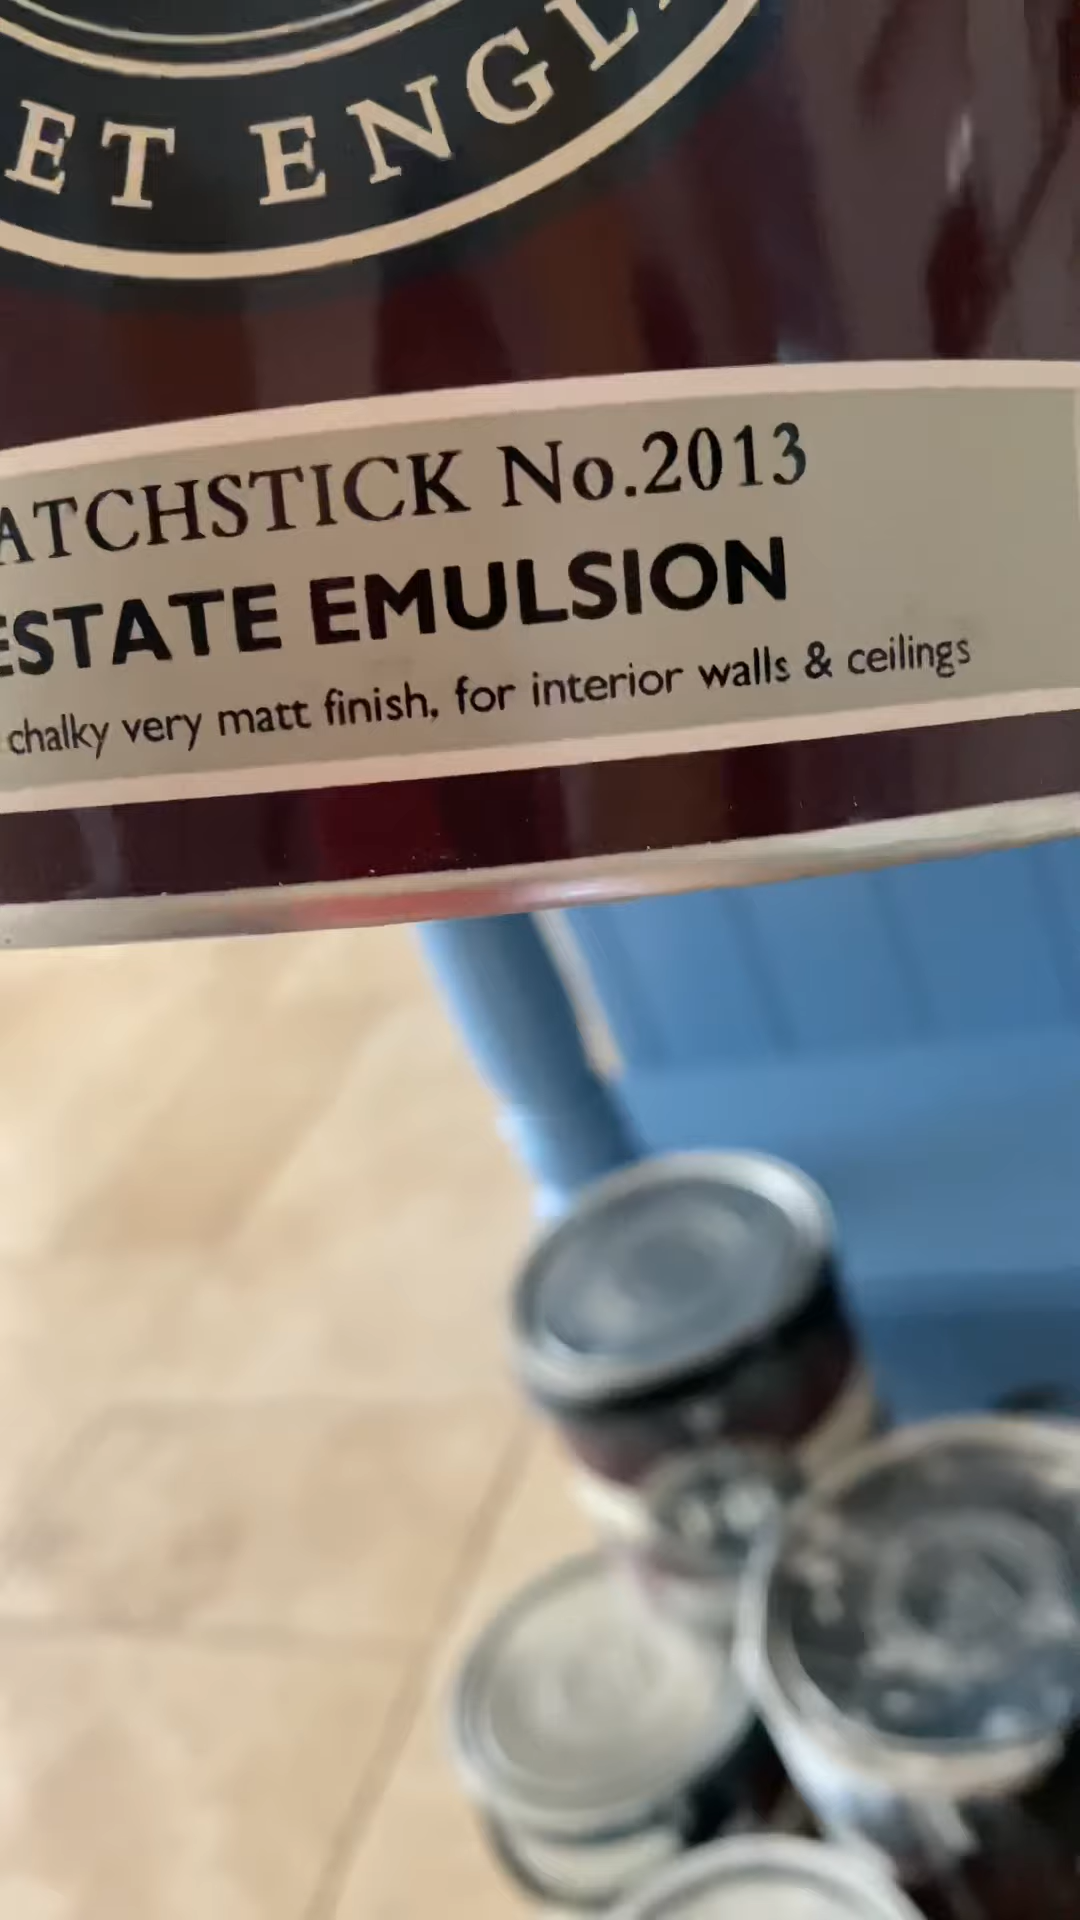 ET ENGL
ATCHSTICK No.2013
ESTATE EMULSION
chalky very matt finish, for interior walls & ceilings